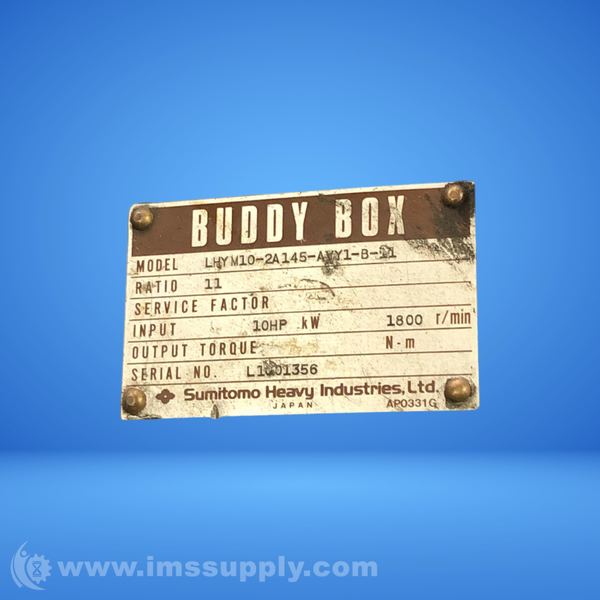 BUDDY BOX
MODEL LHYM10-2A145-AVY1-B-11
RATIO 11
SERVICE FACTOR
INPUT 10HP kW 1800 r/min
OUTPUT TORQUE N-m
SERIAL NO.
Sumitomo Heavy Industries, Ltd.
JAPAN AP0331G
www.imssupply.com